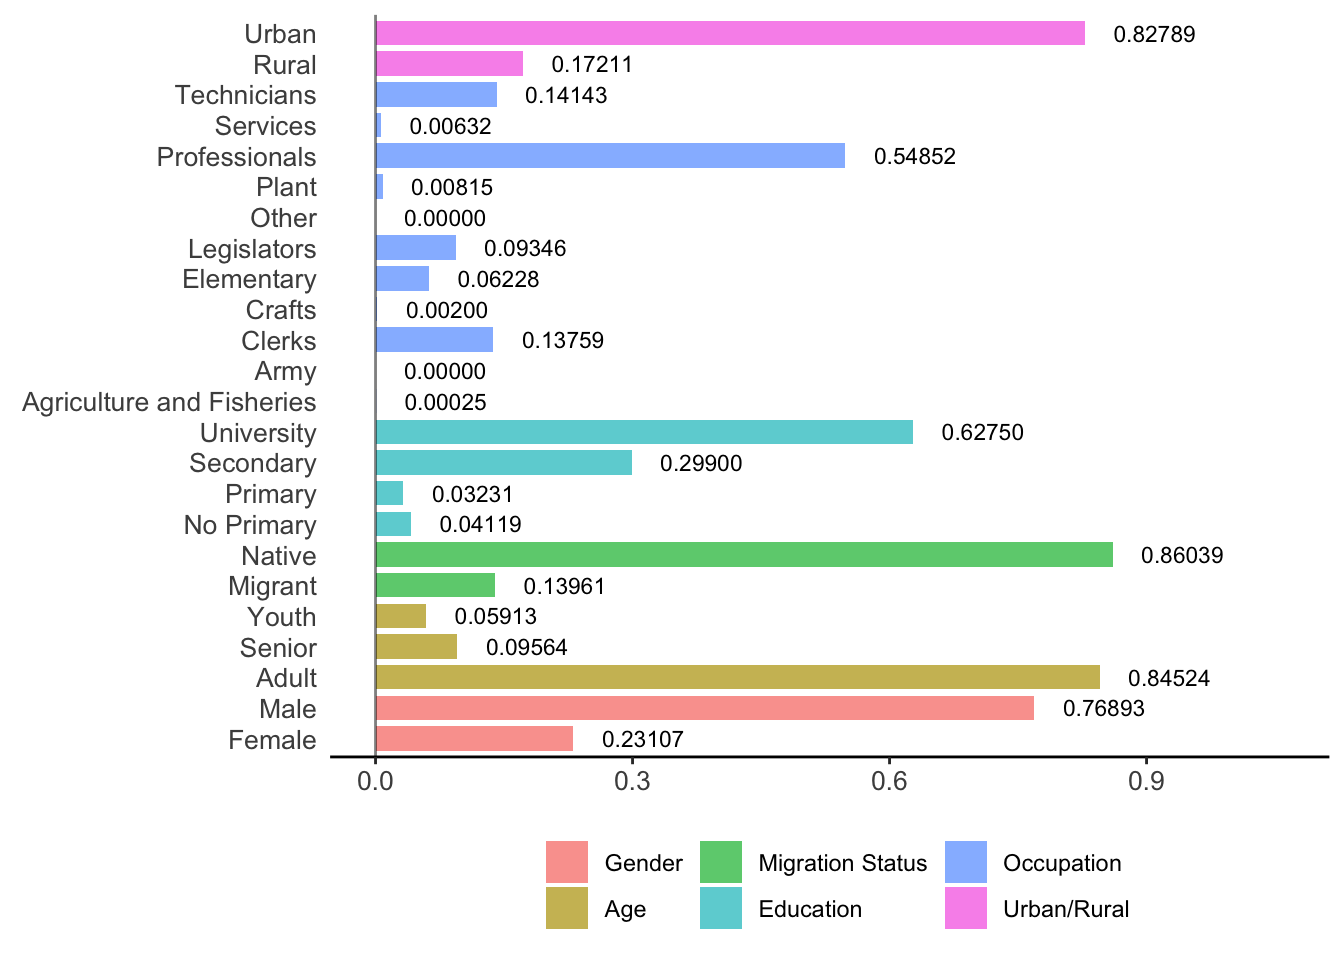 Urban 0.82789
Rural 0.17211
Technicians 0.14143
Services 0.00632
Professionals 0.54852
Plant 0.00815
Other 0.00000
Legislators 0.09346
Elementary 0.06228
Crafts 0.00200
Clerks 0.13759
Army 0.00000
Agriculture and Fisheries 0.00025
University 0.62750
Secondary 0.29900
Primary 0.03231
No Primary 0.04119
Native 0.86039
Migrant 0.13961
Youth 0.05913
Senior 0.09564
Adult 0.84524
Male 0.76893
Female 0.23107
0.0 0.3 0.6 0.9
Gender Migration Status Occupation
Age Education Urban/Rural